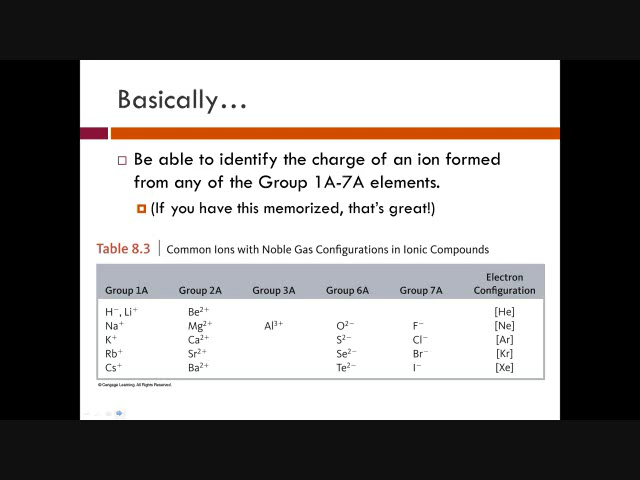 Basically…
Be able to identify the charge of an ion formed
from any of the Group 1A-7A elements.
(If you have this memorized, that's great!)
Table 8.3 | Common Ions with Noble Gas Configurations in Ionic Compounds
Group 1A Group 2A Group 3A Group 6A Group 7A Electron Configuration
H⁻, Li⁺ Be²⁺ [He]
Na⁺ Mg²⁺ Al³⁺ O²⁻ F⁻ [Ne]
K⁺ Ca²⁺ S²⁻ Cl⁻ [Ar]
Rb⁺ Sr²⁺ Se²⁻ Br⁻ [Kr]
Cs⁺ Ba²⁺ Te²⁻ I⁻ [Xe]
© Cengage Learning. All Rights Reserved.